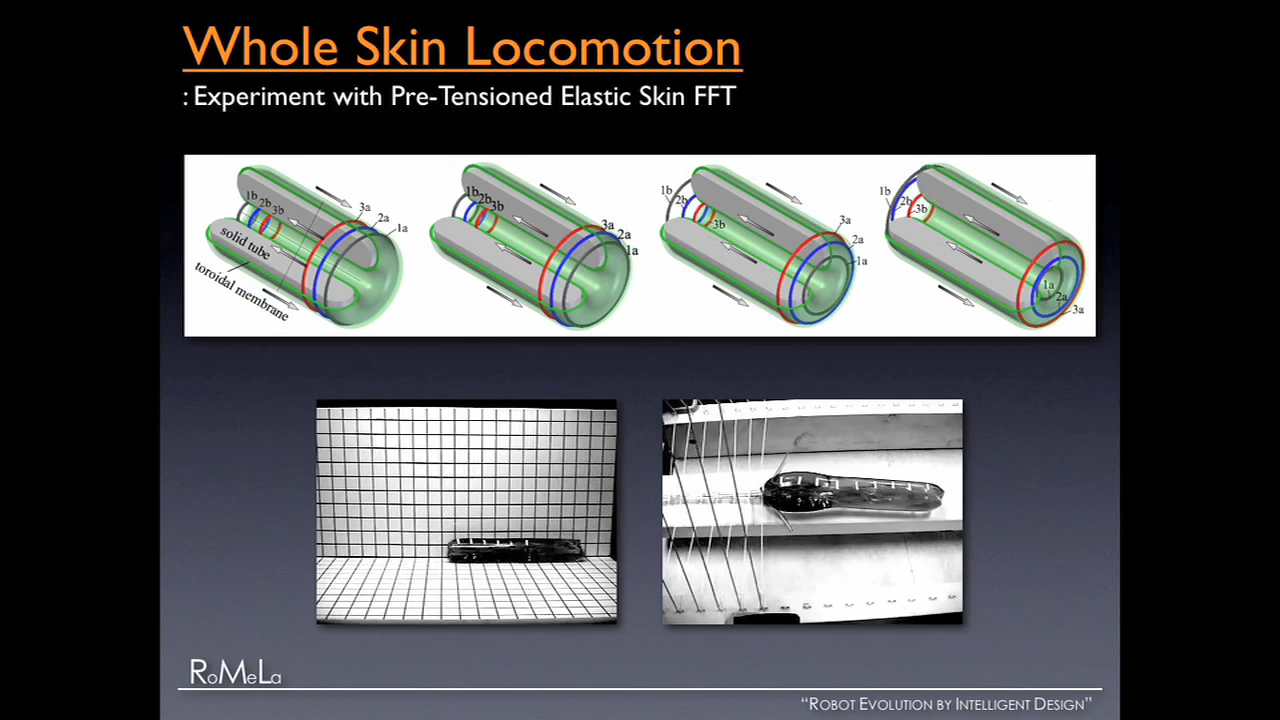 Whole Skin Locomotion
: Experiment with Pre-Tensioned Elastic Skin FFT
1b 2b 3b 3a 2a 1a
solid tube
toroidal membrane
1b 2b 3b 3a 2a 1a
1b 2b 3b 3a 2a 1a
1b 2b 3b 1a 2a 3a
RoMeLa
“ROBOT EVOLUTION BY INTELLIGENT DESIGN”